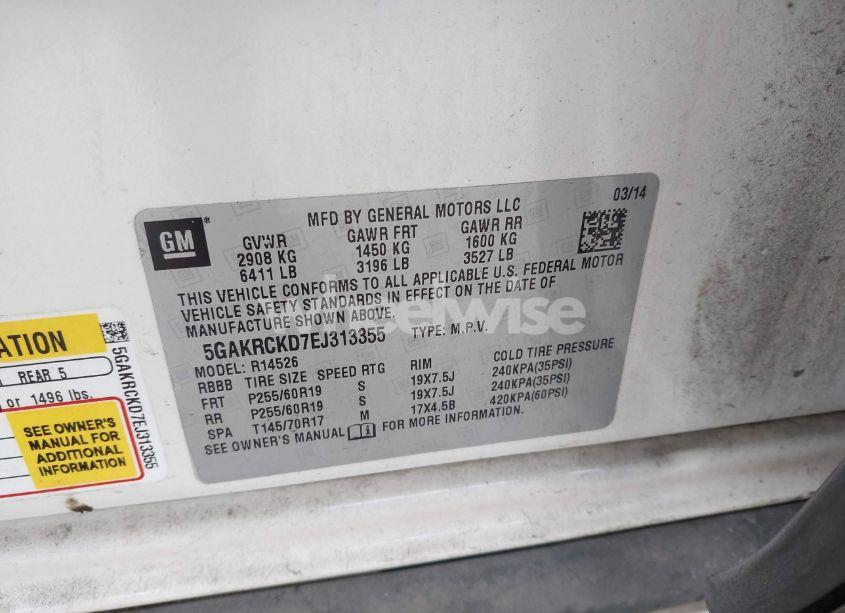 03/14
GM
MFD BY GENERAL MOTORS LLC
GVWR GAWR FRT GAWR RR
2908 KG 1450 KG 1600 KG
6411 LB 3196 LB 3527 LB
THIS VEHICLE CONFORMS TO ALL APPLICABLE U.S. FEDERAL MOTOR
VEHICLE SAFETY STANDARDS IN EFFECT ON THE DATE OF
MANUFACTURE SHOWN ABOVE.
5GAKRCKD7EJ313355 TYPE: M.P.V.
MODEL: R14526
RBBB TIRE SIZE SPEED RTG RIM COLD TIRE PRESSURE
FRT P255/60R19 S 19X7.5J 240KPA(35PSI)
RR P255/60R19 S 19X7.5J 240KPA(35PSI)
SPA T145/70R17 M 17X4.5B 420KPA(60PSI)
SEE OWNER'S MANUAL FOR MORE INFORMATION.
ATION
REAR 5
or 1496 lbs.
SEE OWNER'S
MANUAL FOR
ADDITIONAL
INFORMATION
5GAKRCKD7EJ313355